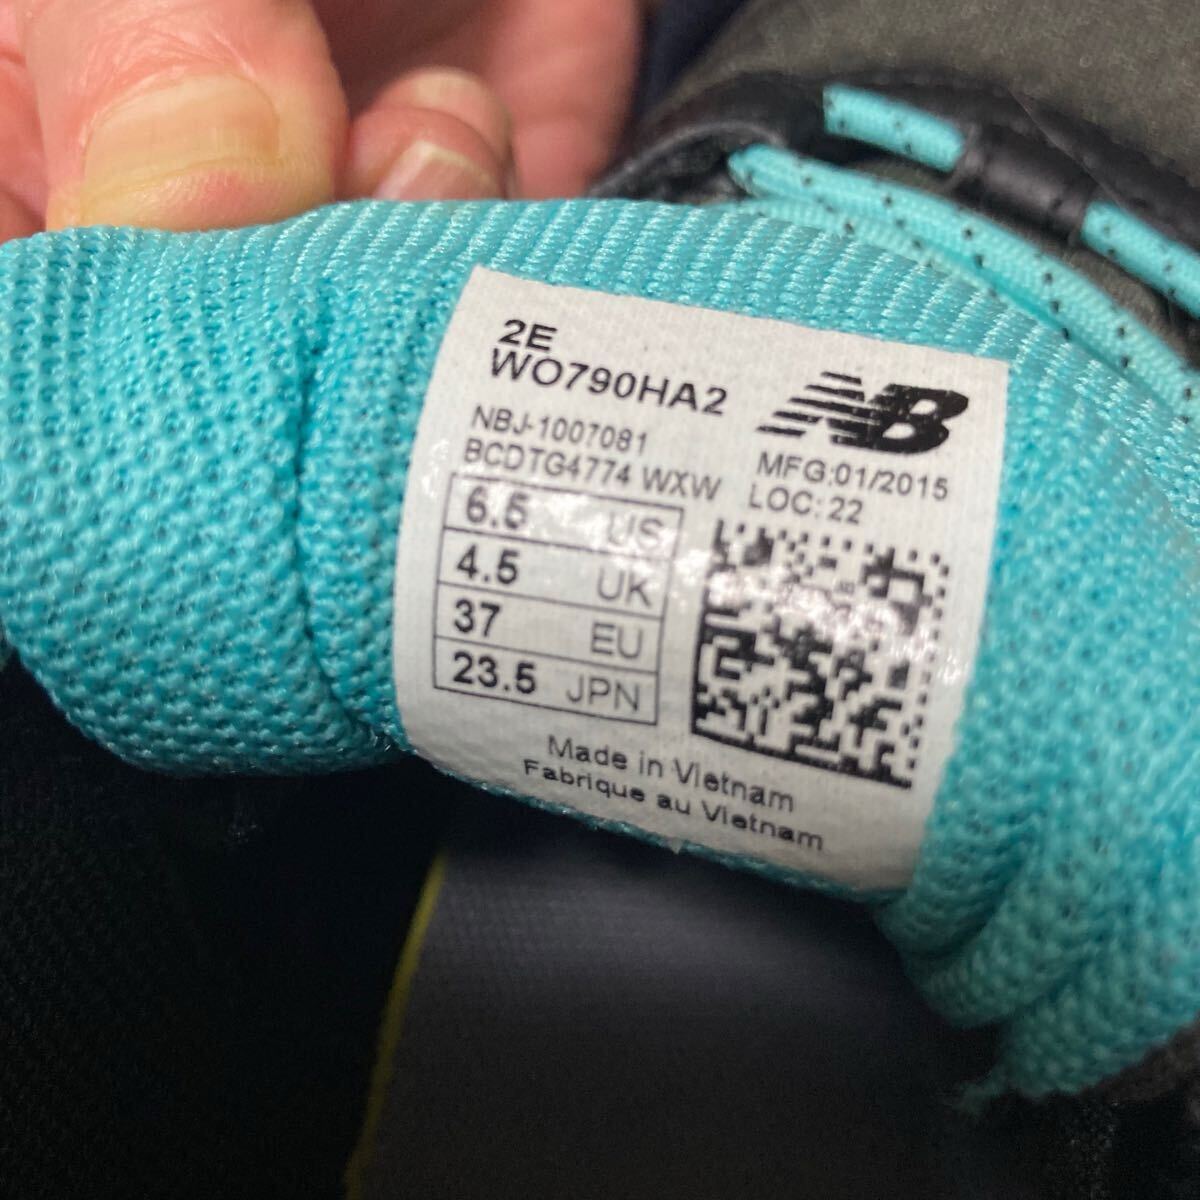 2E
WO790HA2
NBJ-1007081
BCDTG4774 WXW
NB
MFG:01/2015
LOC: 22
6.5 US
4.5 UK
37 EU
23.5 JPN
Made in Vietnam
Fabrique au Vietnam